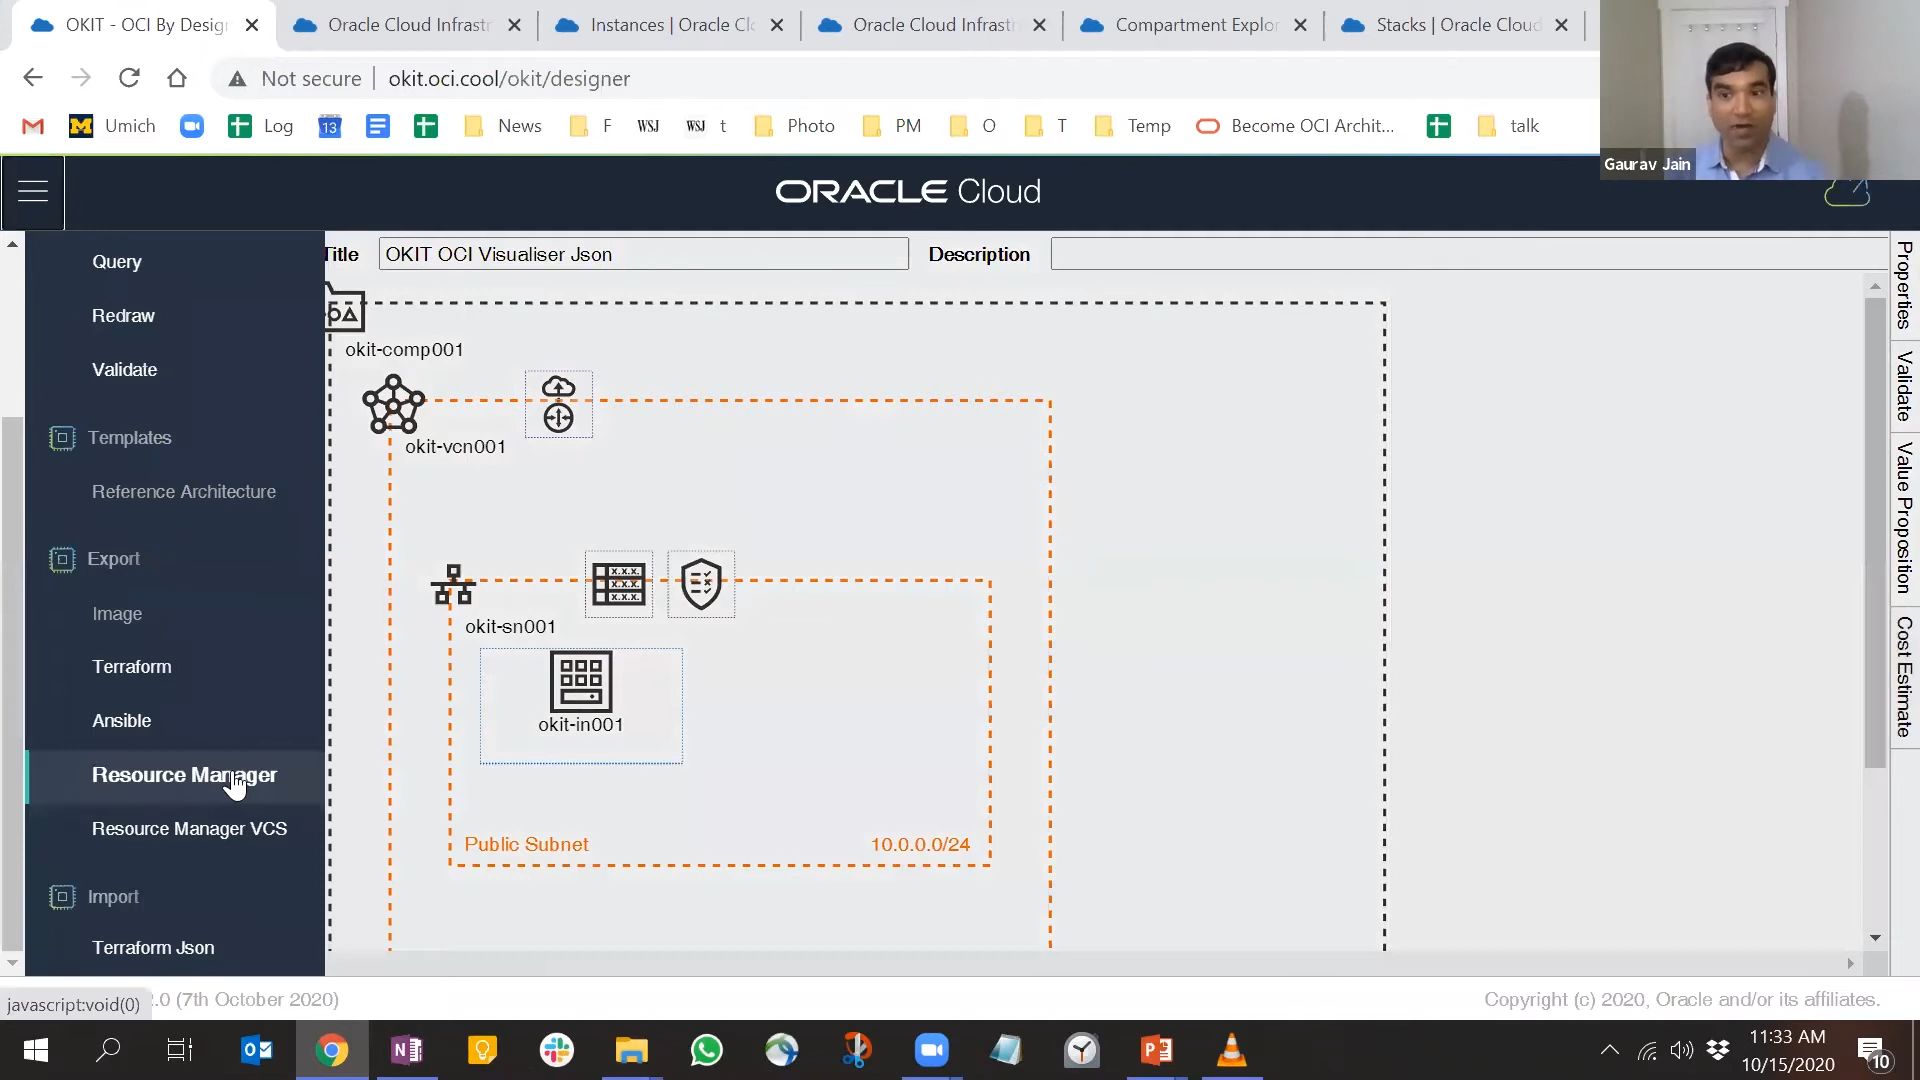 OKIT - OCI By Desig
Oracle Cloud Infrastr
Instances | Oracle Cl
Oracle Cloud Infrastr
Compartment Explor
Stacks | Oracle Cloud
Not secure
okit.oci.cool/okit/designer
Umich
Log
13
News
F
WSJ
WSJ t
Photo
PM
O
T
Temp
Become OCI Archit...
talk
Gaurav Jain
ORACLE Cloud
Title
OKIT OCI Visualiser Json
Description
Query
Redraw
Validate
Templates
Reference Architecture
Export
Image
Terraform
Ansible
Resource Manager
Resource Manager VCS
Import
Terraform Json
okit-comp001
okit-vcn001
x.x.x.
x.x.x.
x.x.x.
okit-sn001
okit-in001
Public Subnet
10.0.0.0/24
Properties
Validate
Value Proposition
Cost Estimate
javascript:void(0)
.0 (7th October 2020)
Copyright (c) 2020, Oracle and/or its affiliates.
11:33 AM
10/15/2020
10